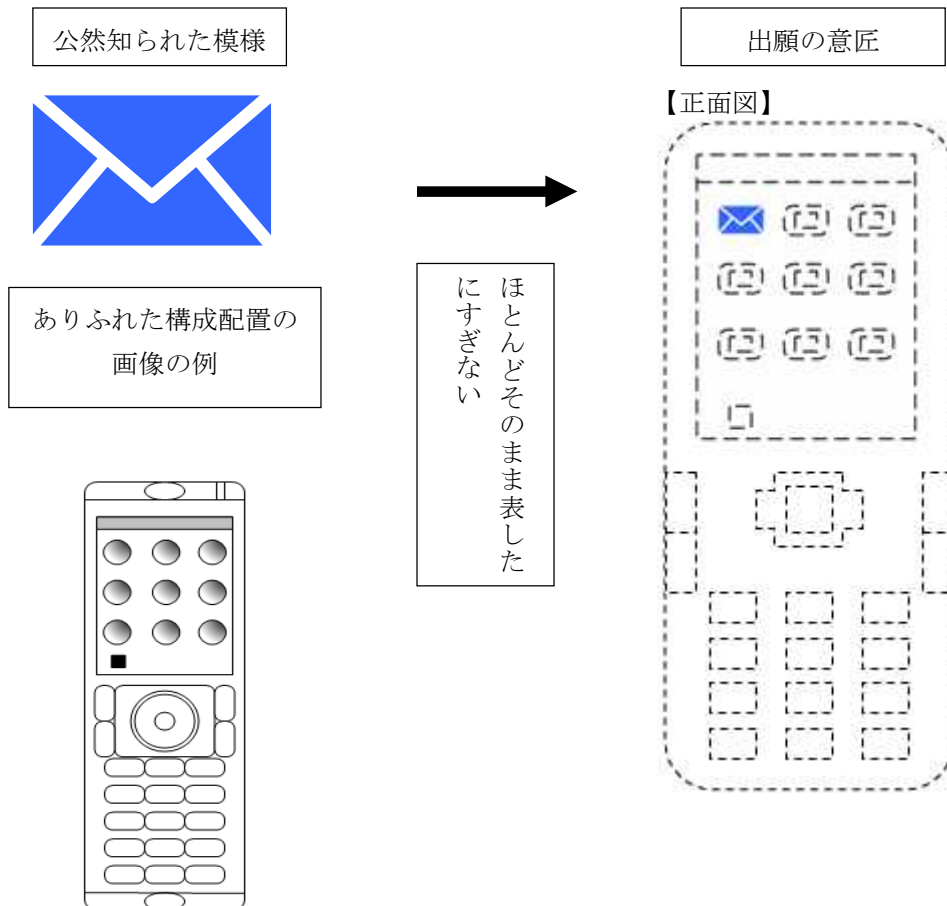 公然知られた模様
ありふれた構成配置の
画像の例
ほとんどそのまま表した
にすぎない
出願の意匠
【正面図】